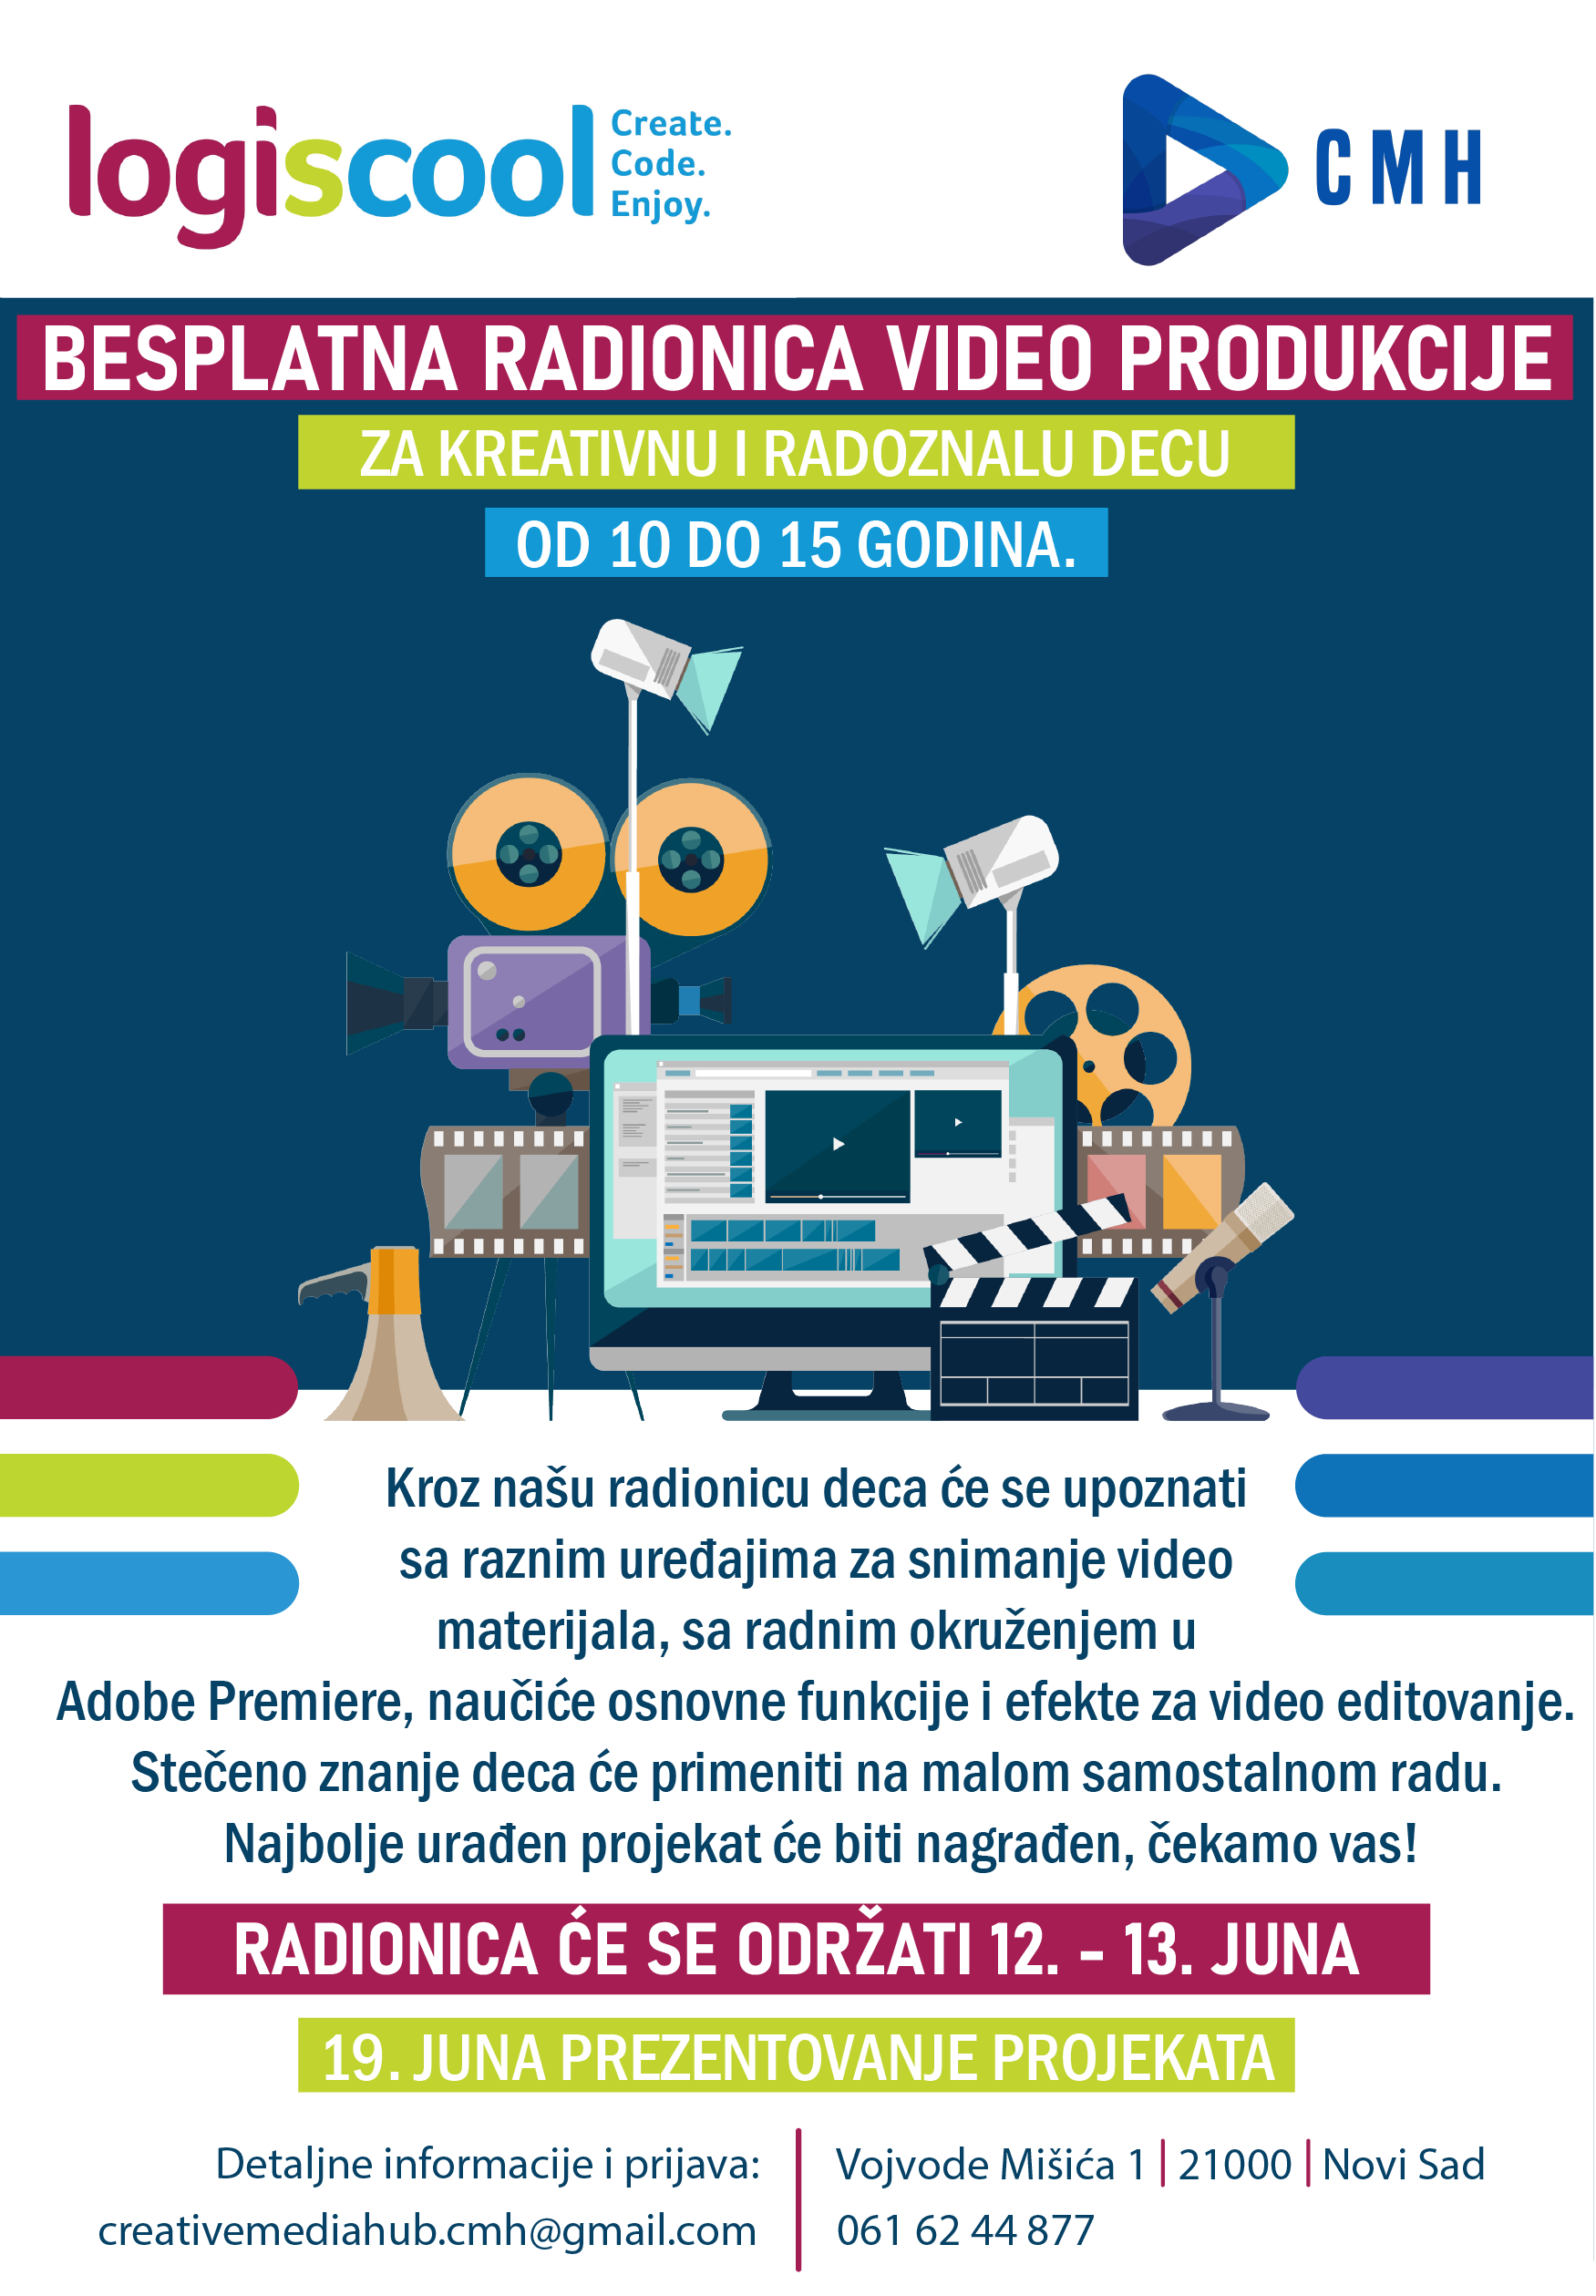 logiscool
Create.
Code.
Enjoy.
CMH
BESPLATNA RADIONICA VIDEO PRODUKCIJE
ZA KREATIVNU I RADOZNALU DECU
OD 10 DO 15 GODINA.
Kroz našu radionicu deca će se upoznati
sa raznim uređajima za snimanje video
materijala, sa radnim okruženjem u
Adobe Premiere, naučiće osnovne funkcije i efekte za video editovanje.
Stečeno znanje deca će primeniti na malom samostalnom radu.
Najbolje urađen projekat će biti nagrađen, čekamo vas!
RADIONICA ĆE SE ODRŽATI 12. - 13. JUNA
19. JUNA PREZENTOVANJE PROJEKATA
Detaljne informacije i prijava:
creativemediahub.cmh@gmail.com
Vojvode Mišića 1 | 21000 | Novi Sad
061 62 44 877